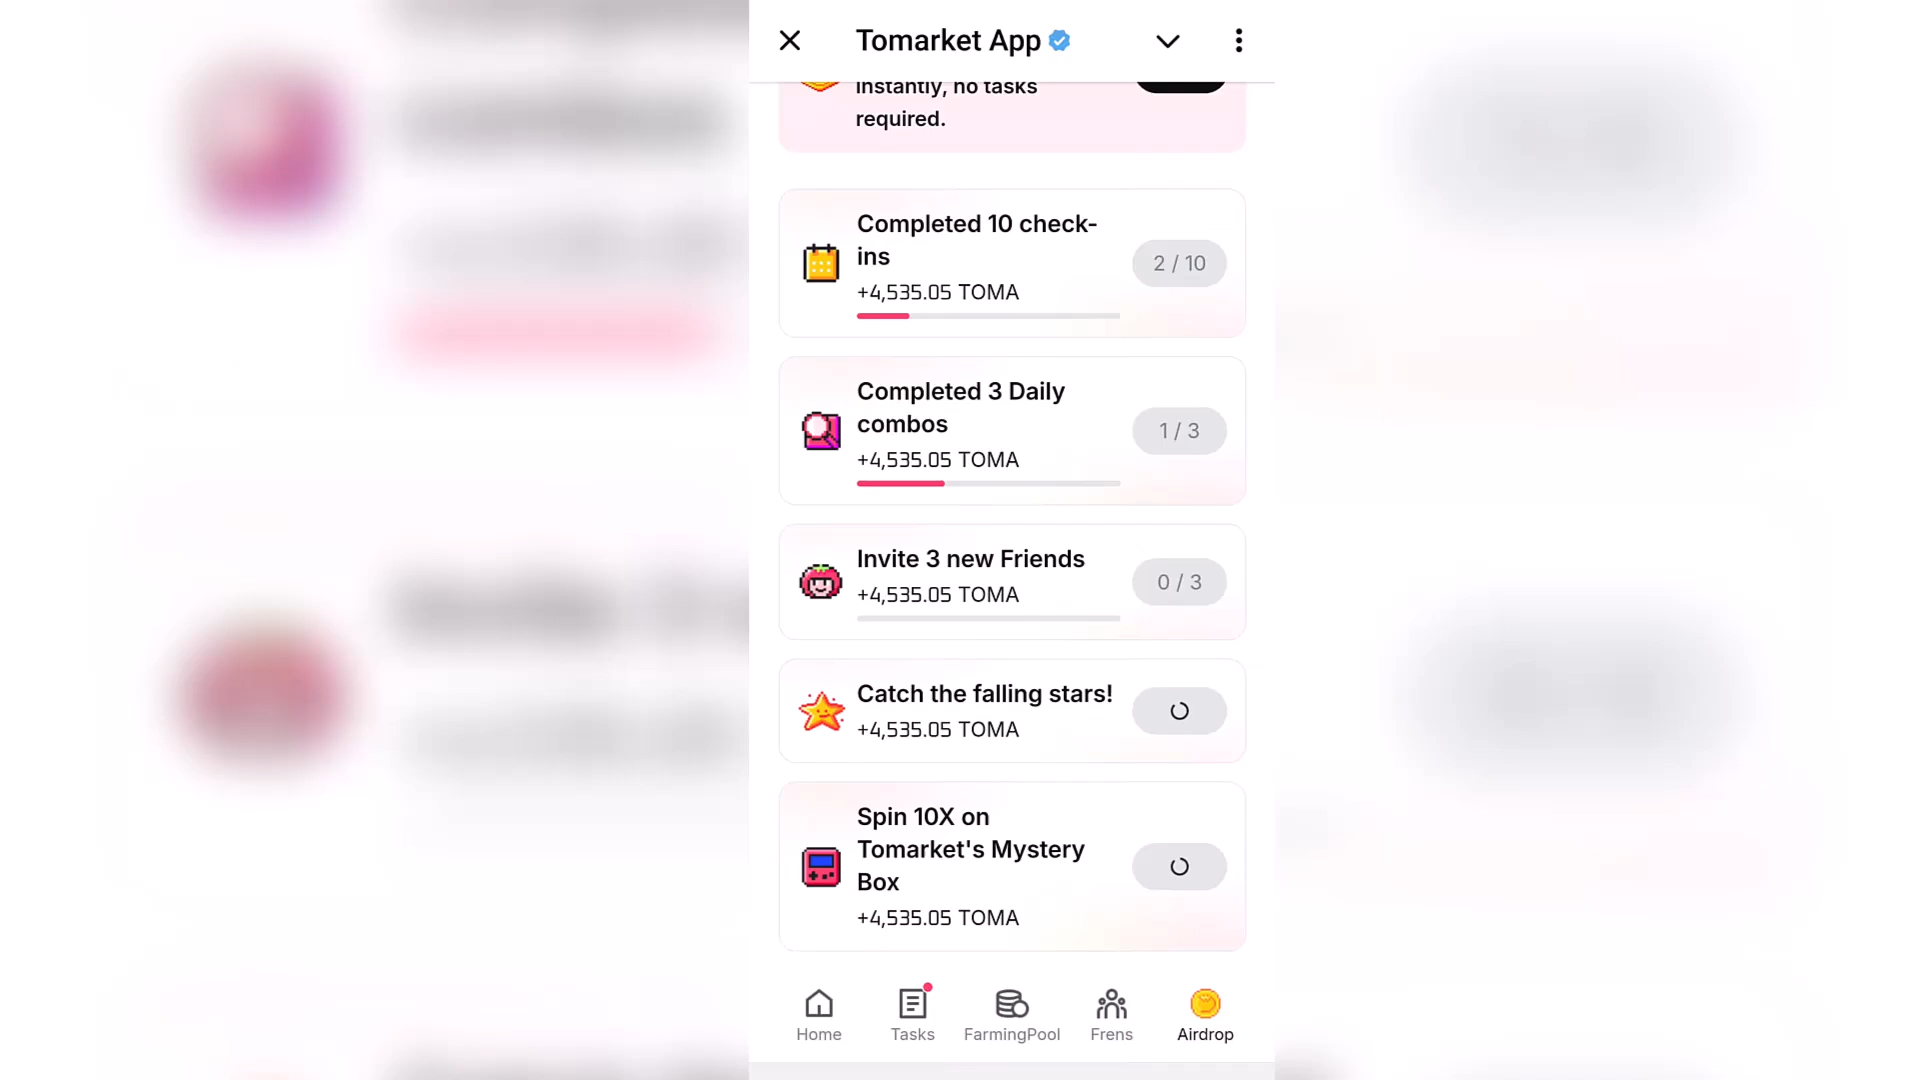 Tomarket App
instantly, no tasks
required.
Completed 10 check-
ins
+4,535.05 TOMA
2 / 10
Completed 3 Daily
combos
+4,535.05 TOMA
1 / 3
Invite 3 new Friends
+4,535.05 TOMA
0 / 3
Catch the falling stars!
+4,535.05 TOMA
Spin 10X on
Tomarket's Mystery
Box
+4,535.05 TOMA
Home
Tasks
FarmingPool
Frens
Airdrop